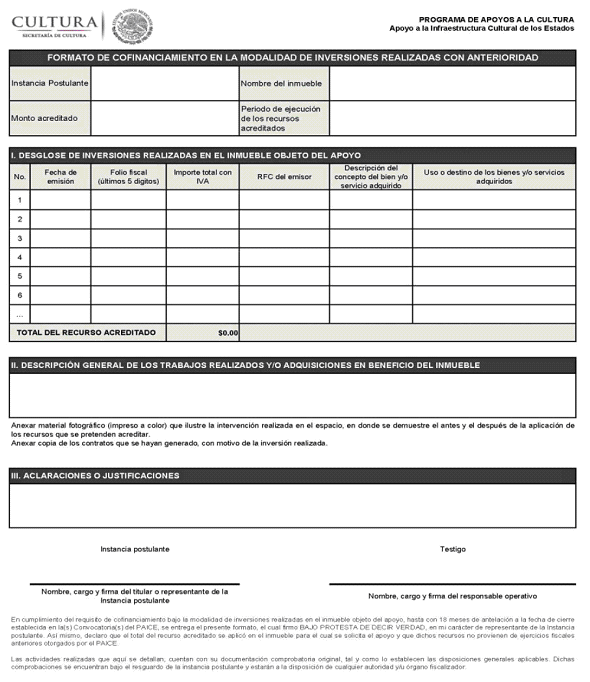 CULTURA
SECRETARÍA DE CULTURA
PROGRAMA DE APOYOS A LA CULTURA
Apoyo a la Infraestructura Cultural de los Estados
FORMATO DE COFINANCIAMIENTO EN LA MODALIDAD DE INVERSIONES REALIZADAS CON ANTERIORIDAD
Instancia Postulante
Nombre del inmueble
Monto acreditado
Periodo de ejecución
de los recursos
acreditados
I. DESGLOSE DE INVERSIONES REALIZADAS EN EL INMUEBLE OBJETO DEL APOYO
No.
Fecha de
emisión
Folio fiscal
(últimos 5 dígitos)
Importe total con
IVA
RFC del emisor
Descripción del
concepto del bien y/o
servicio adquirido
Uso o destino de los bienes y/o servicios
adquiridos
1
2
3
4
5
6
...
TOTAL DEL RECURSO ACREDITADO $0.00
II. DESCRIPCIÓN GENERAL DE LOS TRABAJOS REALIZADOS Y/O ADQUISICIONES EN BENEFICIO DEL INMUEBLE
Anexar material fotográfico (impreso a color) que ilustre la intervención realizada en el espacio, en donde se demuestre el antes y el después de la aplicación de
los recursos que se pretenden acreditar.
Anexar copia de los contratos que se hayan generado, con motivo de la inversión realizada.
III. ACLARACIONES O JUSTIFICACIONES
Instancia postulante
Testigo
Nombre, cargo y firma del titular o representante de la
Instancia postulante
Nombre, cargo y firma del responsable operativo
En cumplimiento del requisito de cofinanciamiento bajo la modalidad de inversiones realizadas en el inmueble objeto del apoyo, hasta con 18 meses de antelación a la fecha de cierre
establecida en la(s) Convocatoria(s) del PAICE, se entrega el presente formato, el cual firmo BAJO PROTESTA DE DECIR VERDAD, en mi carácter de representante de la Instancia
postulante. Así mismo, declaro que el total del recurso acreditado se aplicó en el inmueble para el cual se solicita el apoyo y que dichos recursos no provienen de ejercicios fiscales
anteriores otorgados por el PAICE.
Las actividades realizadas que aquí se detallan, cuentan con su documentación comprobatoria original, tal y como lo establecen las disposiciones generales aplicables. Dichas
comprobaciones se encuentran bajo el resguardo de la instancia postulante y estarán a la disposición de cualquier autoridad y/u órgano fiscalizador.